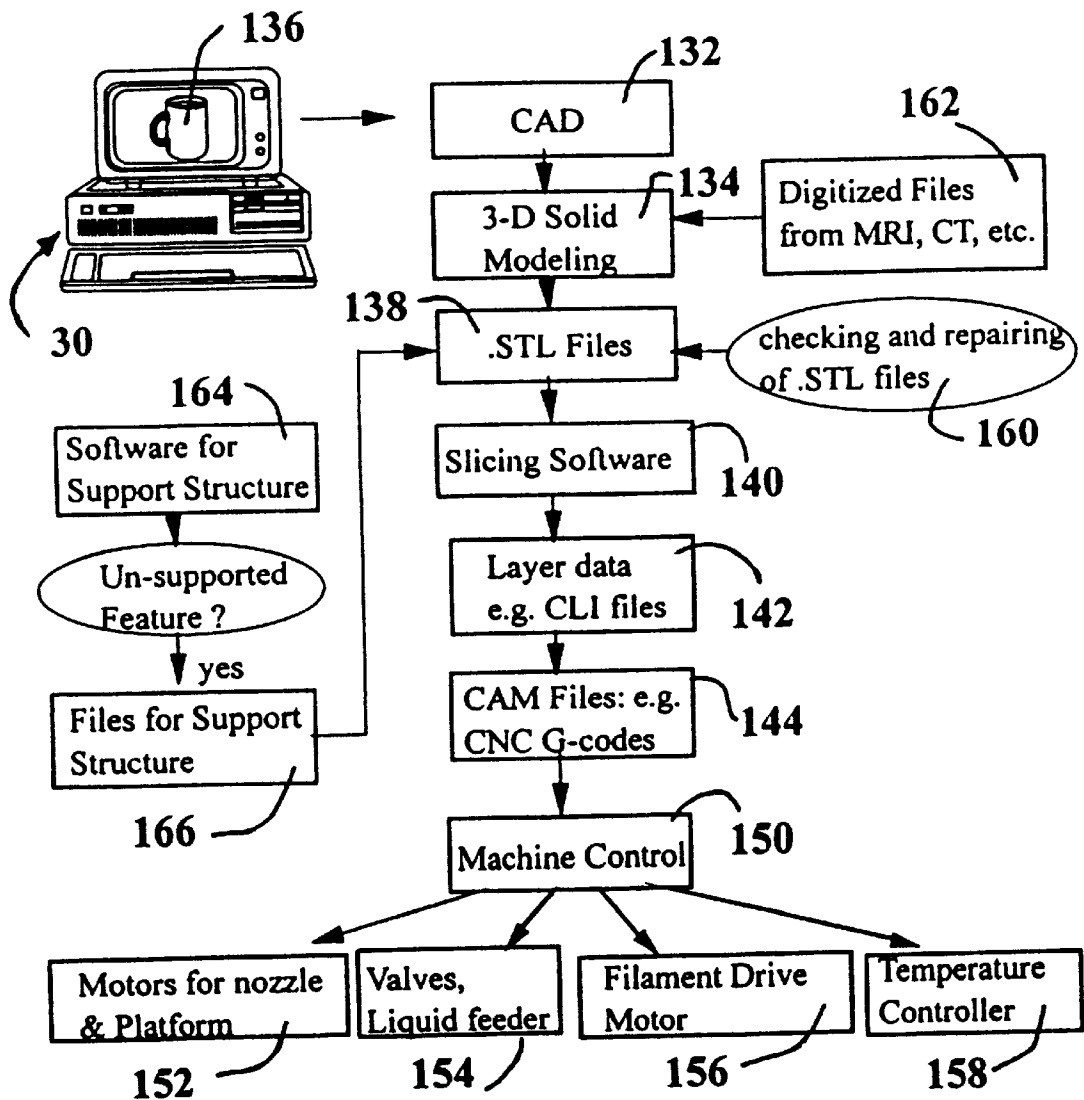 136
132
CAD
162
134
3-D Solid
Modeling
Digitized Files
from MRI, CT, etc.
30
138
.STL Files
checking and repairing
of .STL files
160
164
Software for
Support Structure
Slicing Software
140
Un-supported
Feature ?
Layer data
e.g. CLI files
142
yes
Files for Support
Structure
166
CAM Files: e.g.
CNC G-codes
144
150
Machine Control
Motors for nozzle
& Platform
152
Valves,
Liquid feeder
154
Filament Drive
Motor
156
Temperature
Controller
158